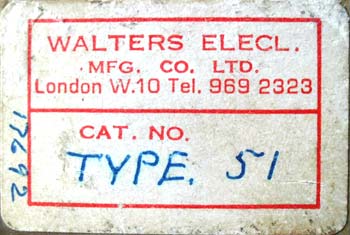 WALTERS ELECL.
MFG. CO. LTD.
London W.10 Tel. 969 2323
CAT. NO.
TYPE. 51
17692